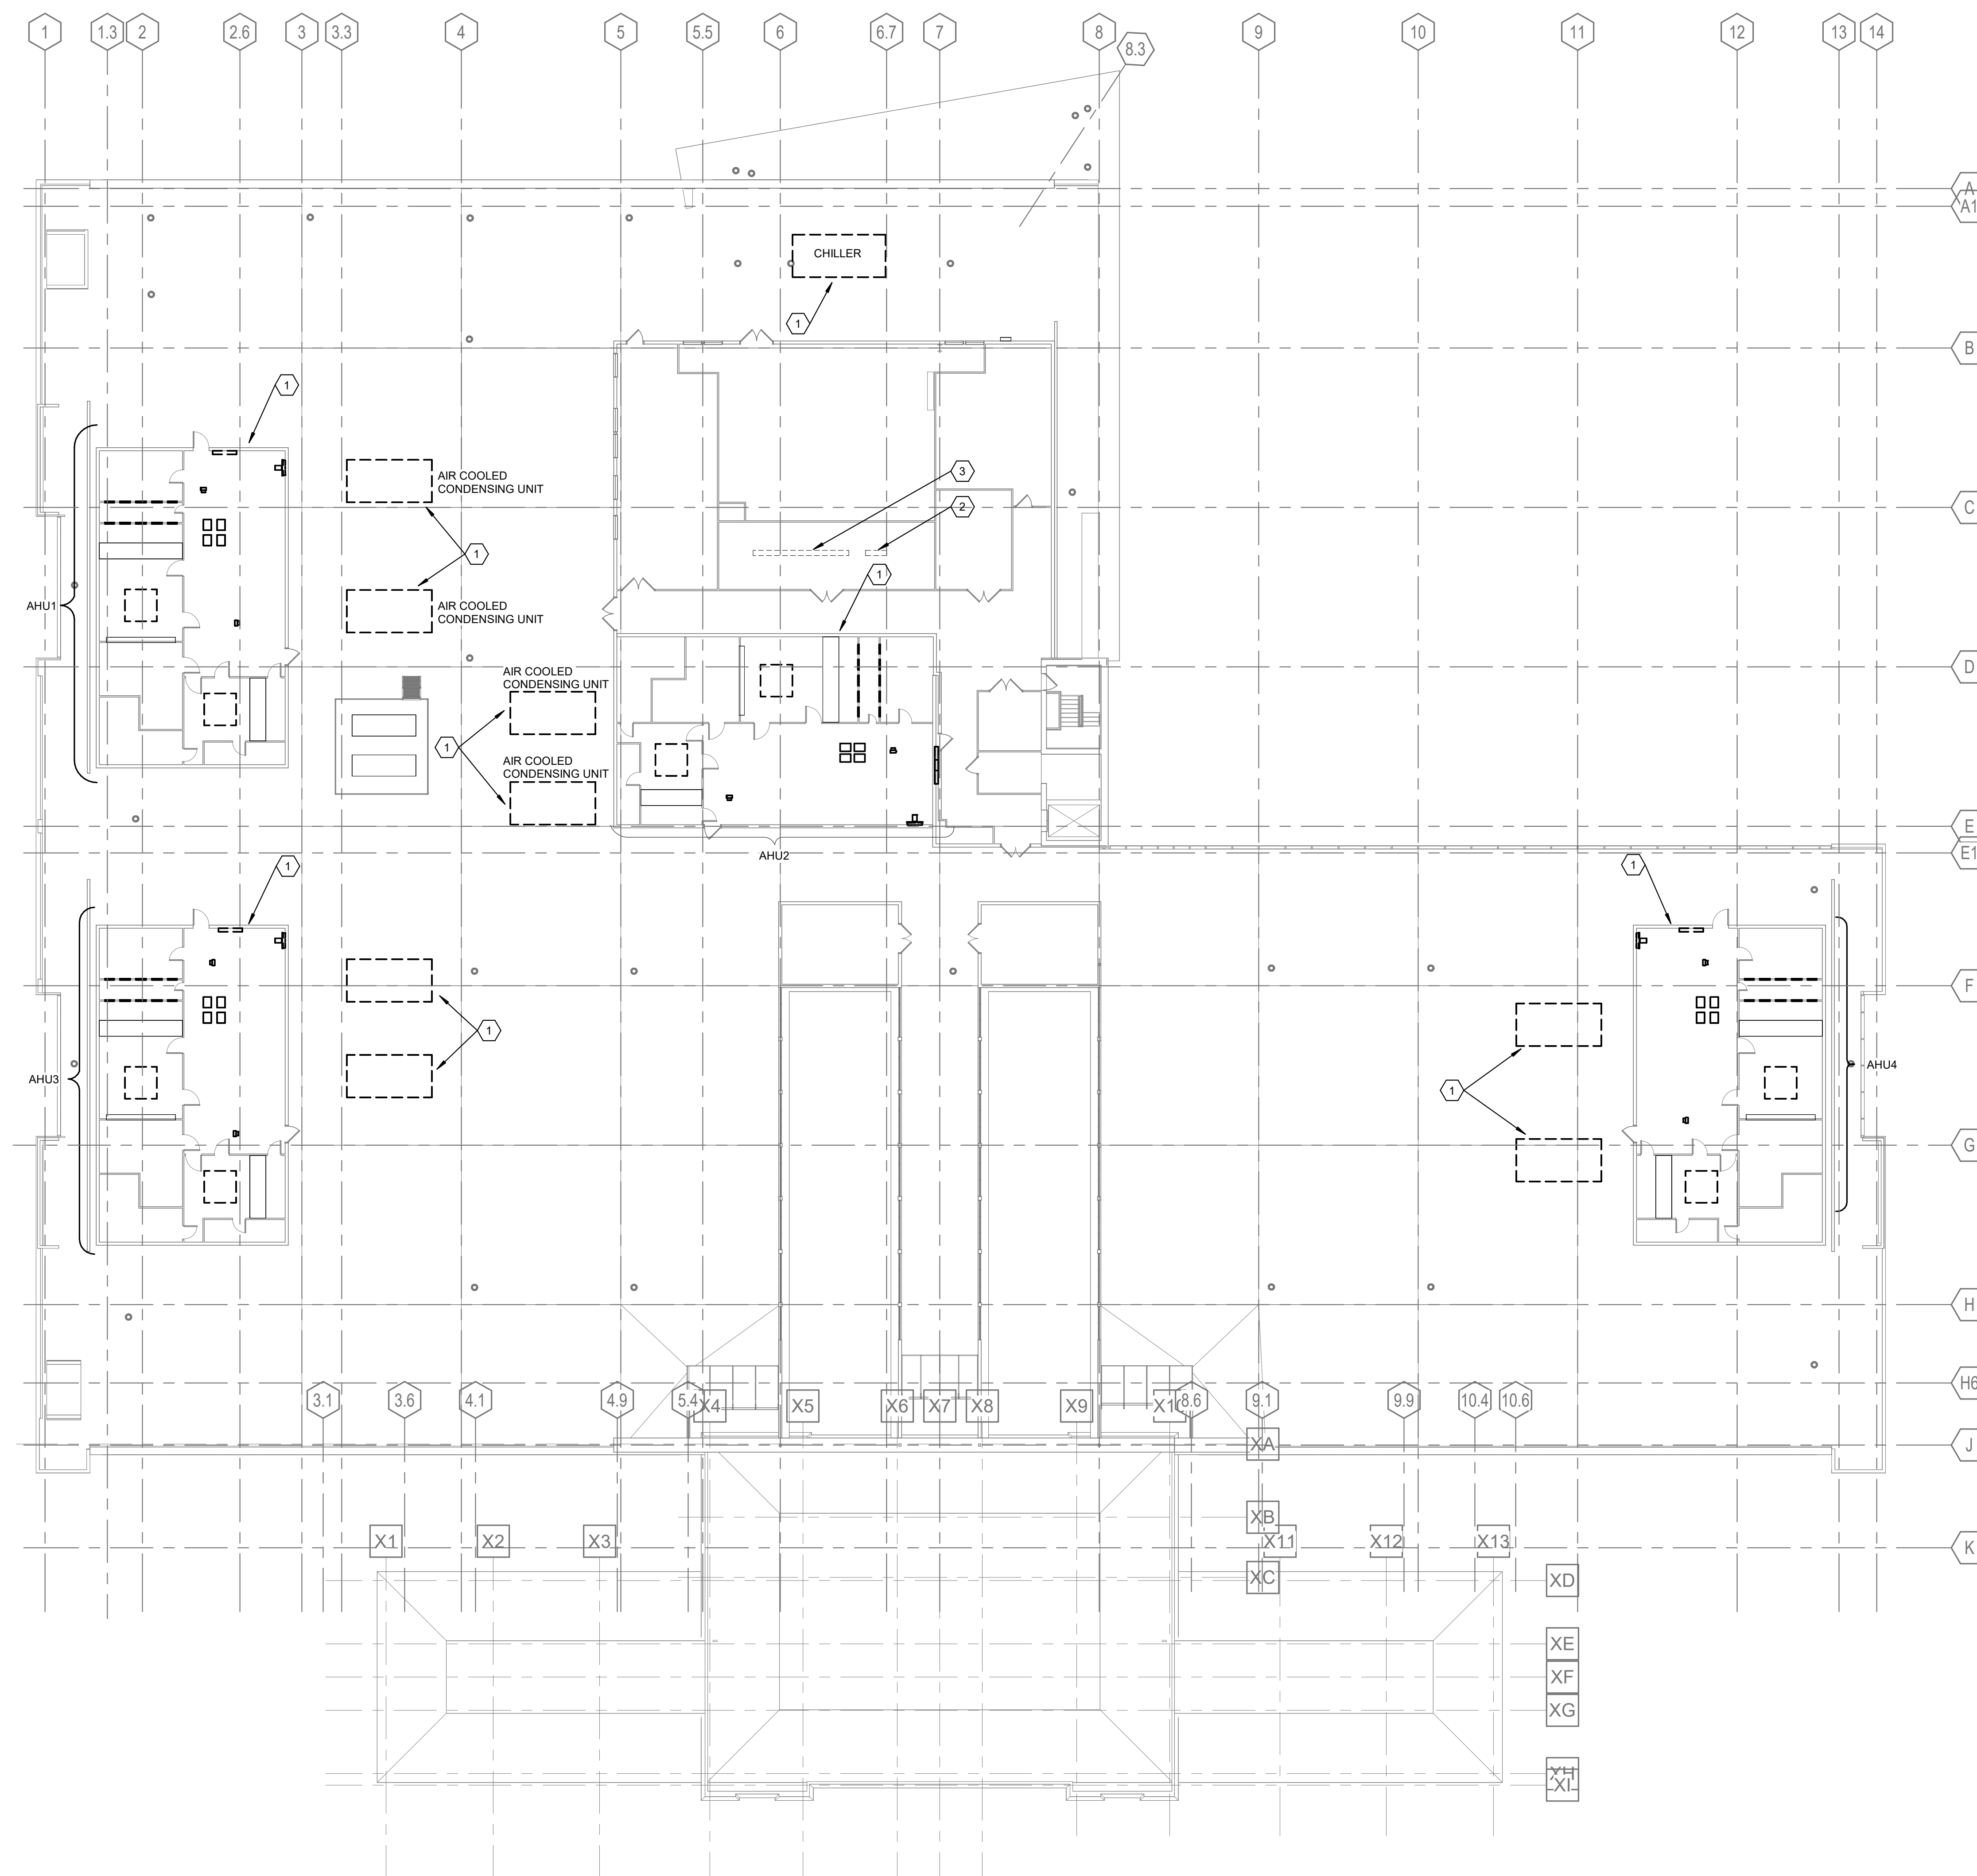 1
1.3
2
2.6
3
3.3
4
5
5.5
6
6.7
7
8
8.3
9
10
11
12
13
14
A
A1
CHILLER
1
B
1
3
AIR COOLED
CONDENSING UNIT
2
C
1
1
AHU1
AIR COOLED
CONDENSING UNIT
D
AIR COOLED
CONDENSING UNIT
1
AIR COOLED
CONDENSING UNIT
E
E1
AHU2
1
1
F
1
AHU3
AHU4
1
G
H
H6
3.1
3.6
4.1
4.9
5.4
X4
X5
X6
X7
X8
X9
X10
8.6
9.1
9.9
10.4
10.6
XA
J
XB
X1
X2
X3
X11
X12
X13
K
XC
XD
XE
XF
XG
XH
XI